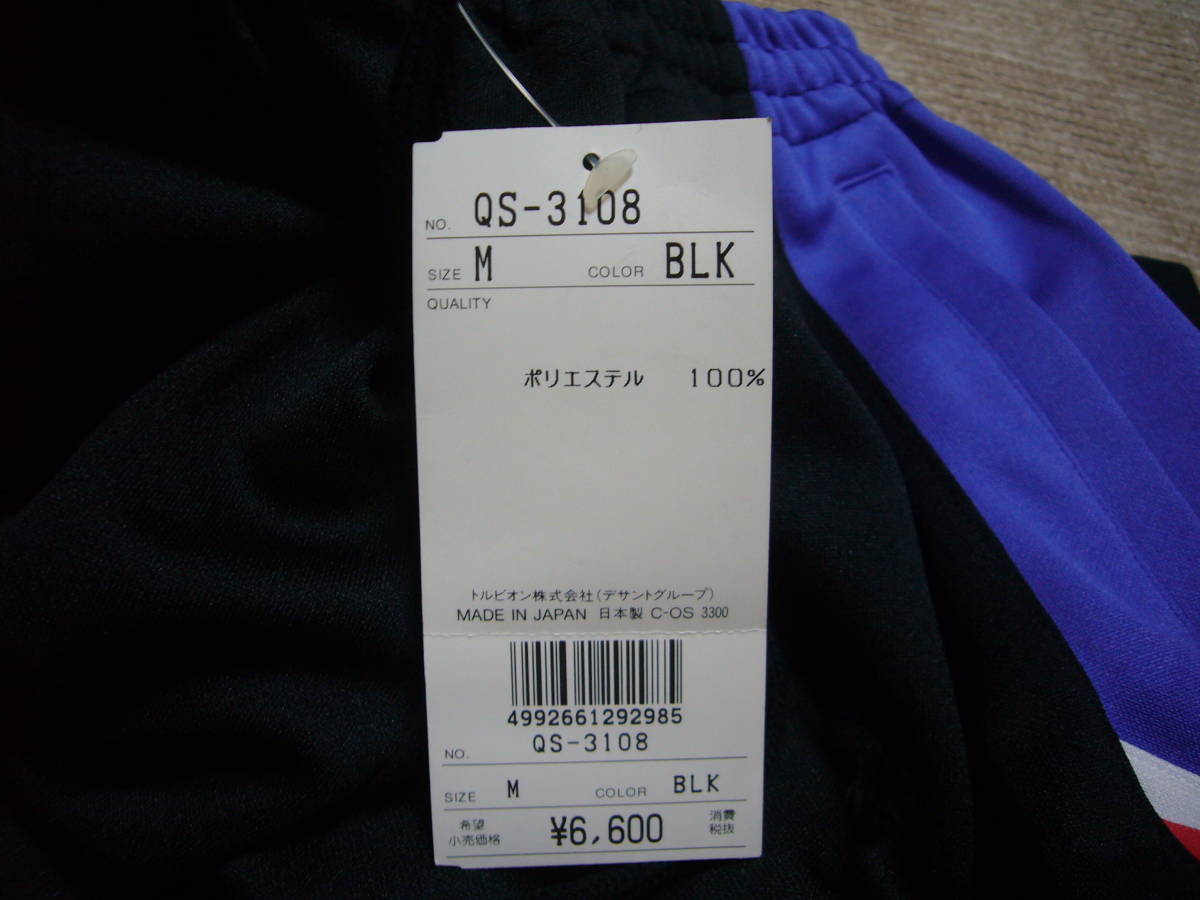 NO. QS-3108
SIZE M COLOR BLK
QUALITY
ポリエステル 100%
トルビオン株式会社(デサントグループ)
MADE IN JAPAN 日本製 C-OS 3300
4992661292985
NO. QS-3108
SIZE M COLOR BLK
希望
小売価格 ¥6,600 消費
税抜